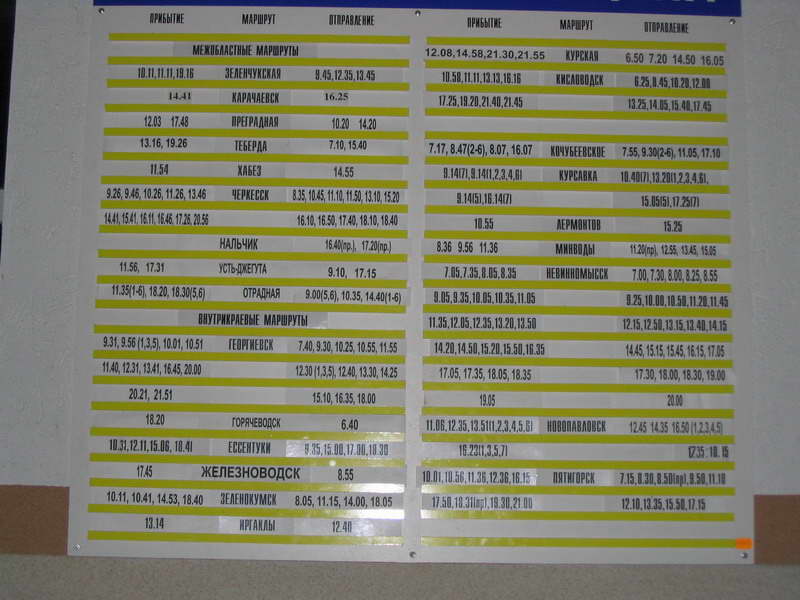 ПРИБЫТИЕ МАРШРУТ ОТПРАВЛЕНИЕ
МЕЖОБЛАСТНЫЕ МАРШРУТЫ
10.11,11.11,19.16 ЗЕЛЕНЧУКСКАЯ 8.45,12.35,13.45
14.41 КАРАЧАЕВСК 16.25
12.03 17.48 ПРЕГРАДНАЯ 10.20 14.20
13.16, 19.26 ТЕБЕРДА 7.10, 15.40
11.54 ХАБЕЗ 14.55
9.26, 9.46, 10.26, 11.26, 13.46 ЧЕРКЕССК 8.35, 10.45, 11.10, 11.50, 13.10, 15.20
14.41, 15.41, 16.11, 16.46, 17.26, 20.56 16.10, 16.50, 17.40, 18.10, 18.40
НАЛЬЧИК 16.40(пр.), 17.20(пр.)
11.56, 17.31 УСТЬ-ДЖЕГУТА 9.10, 17.15
11.35(1-6), 18.20, 18.30(5,6) ОТРАДНАЯ 9.00(5,6), 10.35, 14.40(1-6)
ВНУТРИКРАЕВЫЕ МАРШРУТЫ
9.31, 9.56 (1,3,5), 10.01, 10.51 ГЕОРГИЕВСК 7.40, 9.30, 10.25, 10.55, 11.55
11.40, 12.31, 13.41, 16.45, 20.00 12.30 (1,3,5), 12.40, 13.30, 14.25
20.21, 21.51 15.10, 16.35, 18.00
18.20 ГОРЯЧЕВОДСК 6.40
10.31,12.11,15.06, 18.41 ЕССЕНТУКИ 8.35,15.00,17.00,18.30
17.45 ЖЕЛЕЗНОВОДСК 8.55
10.11, 10.41, 14.53, 18.40 ЗЕЛЕНОКУМСК 8.05, 11.15, 14.00, 18.05
13.14 ИРГАКЛЫ 12.40
ПРИБЫТИЕ МАРШРУТ ОТПРАВЛЕНИЕ
12.08,14.58,21.30,21.55 КУРСКАЯ 6.50 7.20 14.50 16.05
10.50,11.11,13.13,16.16 КИСЛОВОДСК 6.25,8.45,10.20,12.00
17.25,19.20,21.40,21.45 13.25,14.05,15.40,17.45
7.17, 8.47(2-6), 8.07, 16.07 КОЧУБЕЕВСКОЕ 7.55, 9.30(2-6), 11.05, 17.10
9.14(7), 9.14(1,2,3,4,6) КУРСАВКА 10.40(7),13.20(1,2,3,4,6),
9.14(5),16.14(7) 15.05(5),17.25(7)
10.55 ЛЕРМОНТОВ 15.25
8.36 9.56 11.36 МИНВОДЫ 11.20(пр), 12.55, 13.45, 15.05
7.05,7.35,8.05,8.35 НЕВИННОМЫССК 7.00, 7.30, 8.00, 8.25, 8.55
9.05,9.35,10.05,10.35,11.05 9.25,10.00,10.50,11.20,11.45
11.35,12.05,12.35,13.20,13.50 12.15,12.50,13.15,13.40,14.15
14.20,14.50,15.20,15.50,16.35 14.45,15.15,15.45,16.15,17.05
17.05, 17.35, 18.05, 18.35 17.30, 18.00, 18.30, 19.00
19.05 20.00
11.06,12.35,13.51(1,2,3,4,5,6) НОВОПАВЛОВСК 12.45 14.35 16.50 (1,2,3,4,5)
16.23(1,3,5,7) 17.35
10.01,10.56,11.36,12.36,16.15 ПЯТИГОРСК 7.15,8.30,8.50(пр),9.50,11.10
17.50,18.31(пр),19.30,21.00 12.10,13.35,15.50,17.15